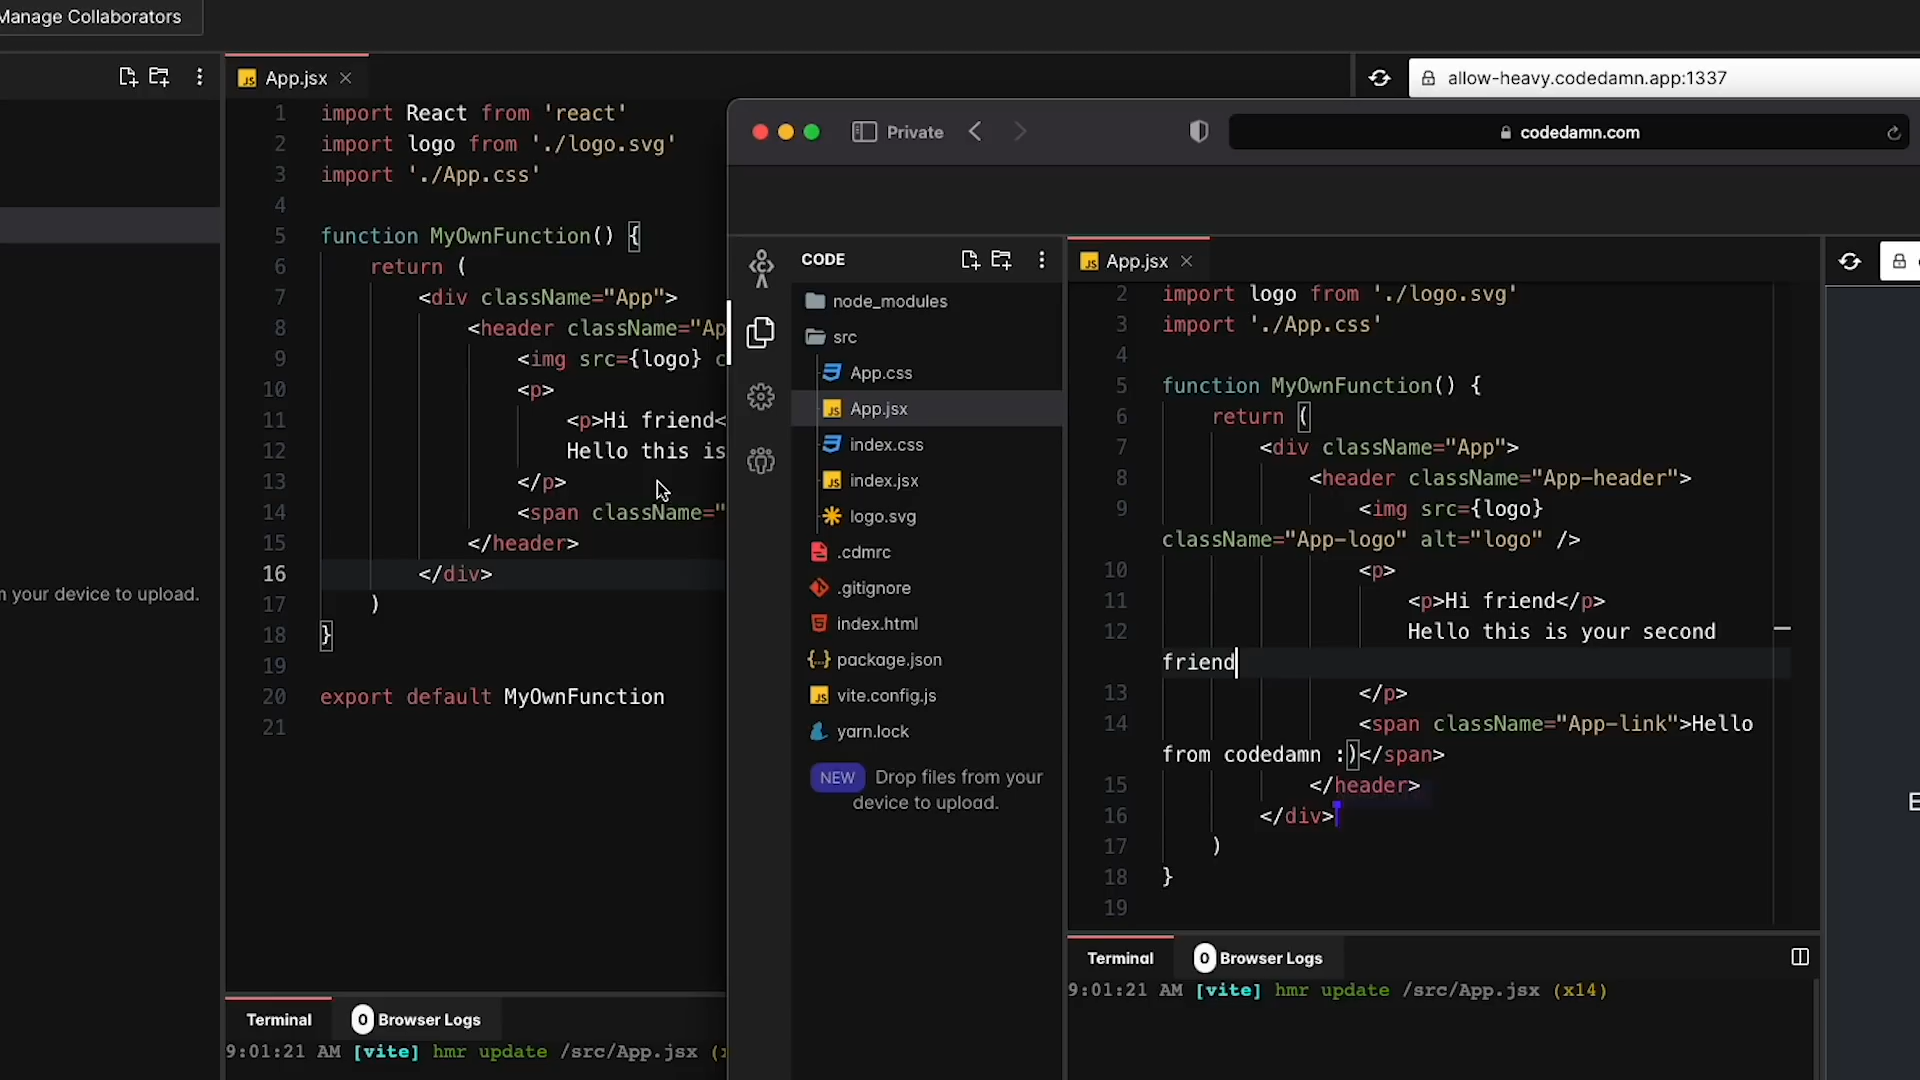 Manage Collaborators
App.jsx
allow-heavy.codedamn.app:1337
1 import React from 'react'
2 import logo from './logo.svg'
3 import './App.css'
4
5 function MyOwnFunction() {
6 return (
7 <div className="App">
8 <header className="Ap
9 <img src={logo} c
10 <p>
11 <p>Hi friend<
12 Hello this is
13 </p>
14 <span className="
15 </header>
16 </div>
17 )
18 }
19
20 export default MyOwnFunction
21
your device to upload.
Terminal
0 Browser Logs
9:01:21 AM [vite] hmr update /src/App.jsx
Private
codedamn.com
CODE
node_modules
src
App.css
App.jsx
index.css
index.jsx
logo.svg
.cdmrc
.gitignore
index.html
package.json
vite.config.js
yarn.lock
NEW Drop files from your
device to upload.
App.jsx
2 import logo from './logo.svg'
3 import './App.css'
4
5 function MyOwnFunction() {
6 return (
7 <div className="App">
8 <header className="App-header">
9 <img src={logo}
className="App-logo" alt="logo" />
10 <p>
11 <p>Hi friend</p>
12 Hello this is your second
friend
13 </p>
14 <span className="App-link">Hello
from codedamn :)</span>
15 </header>
16 </div>
17 )
18 }
19
Terminal
0 Browser Logs
9:01:21 AM [vite] hmr update /src/App.jsx (x14)